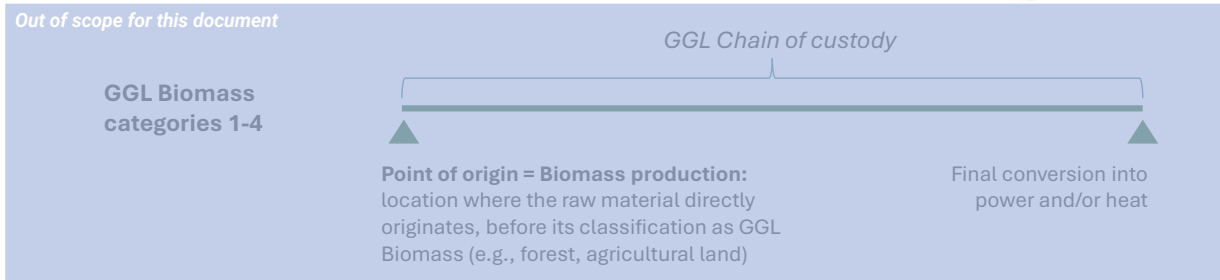 Out of scope for this document
GGL Chain of custody
GGL Biomass
categories 1-4
Point of origin = Biomass production:
location where the raw material directly
originates, before its classification as GGL
Biomass (e.g., forest, agricultural land)
Final conversion into
power and/or heat